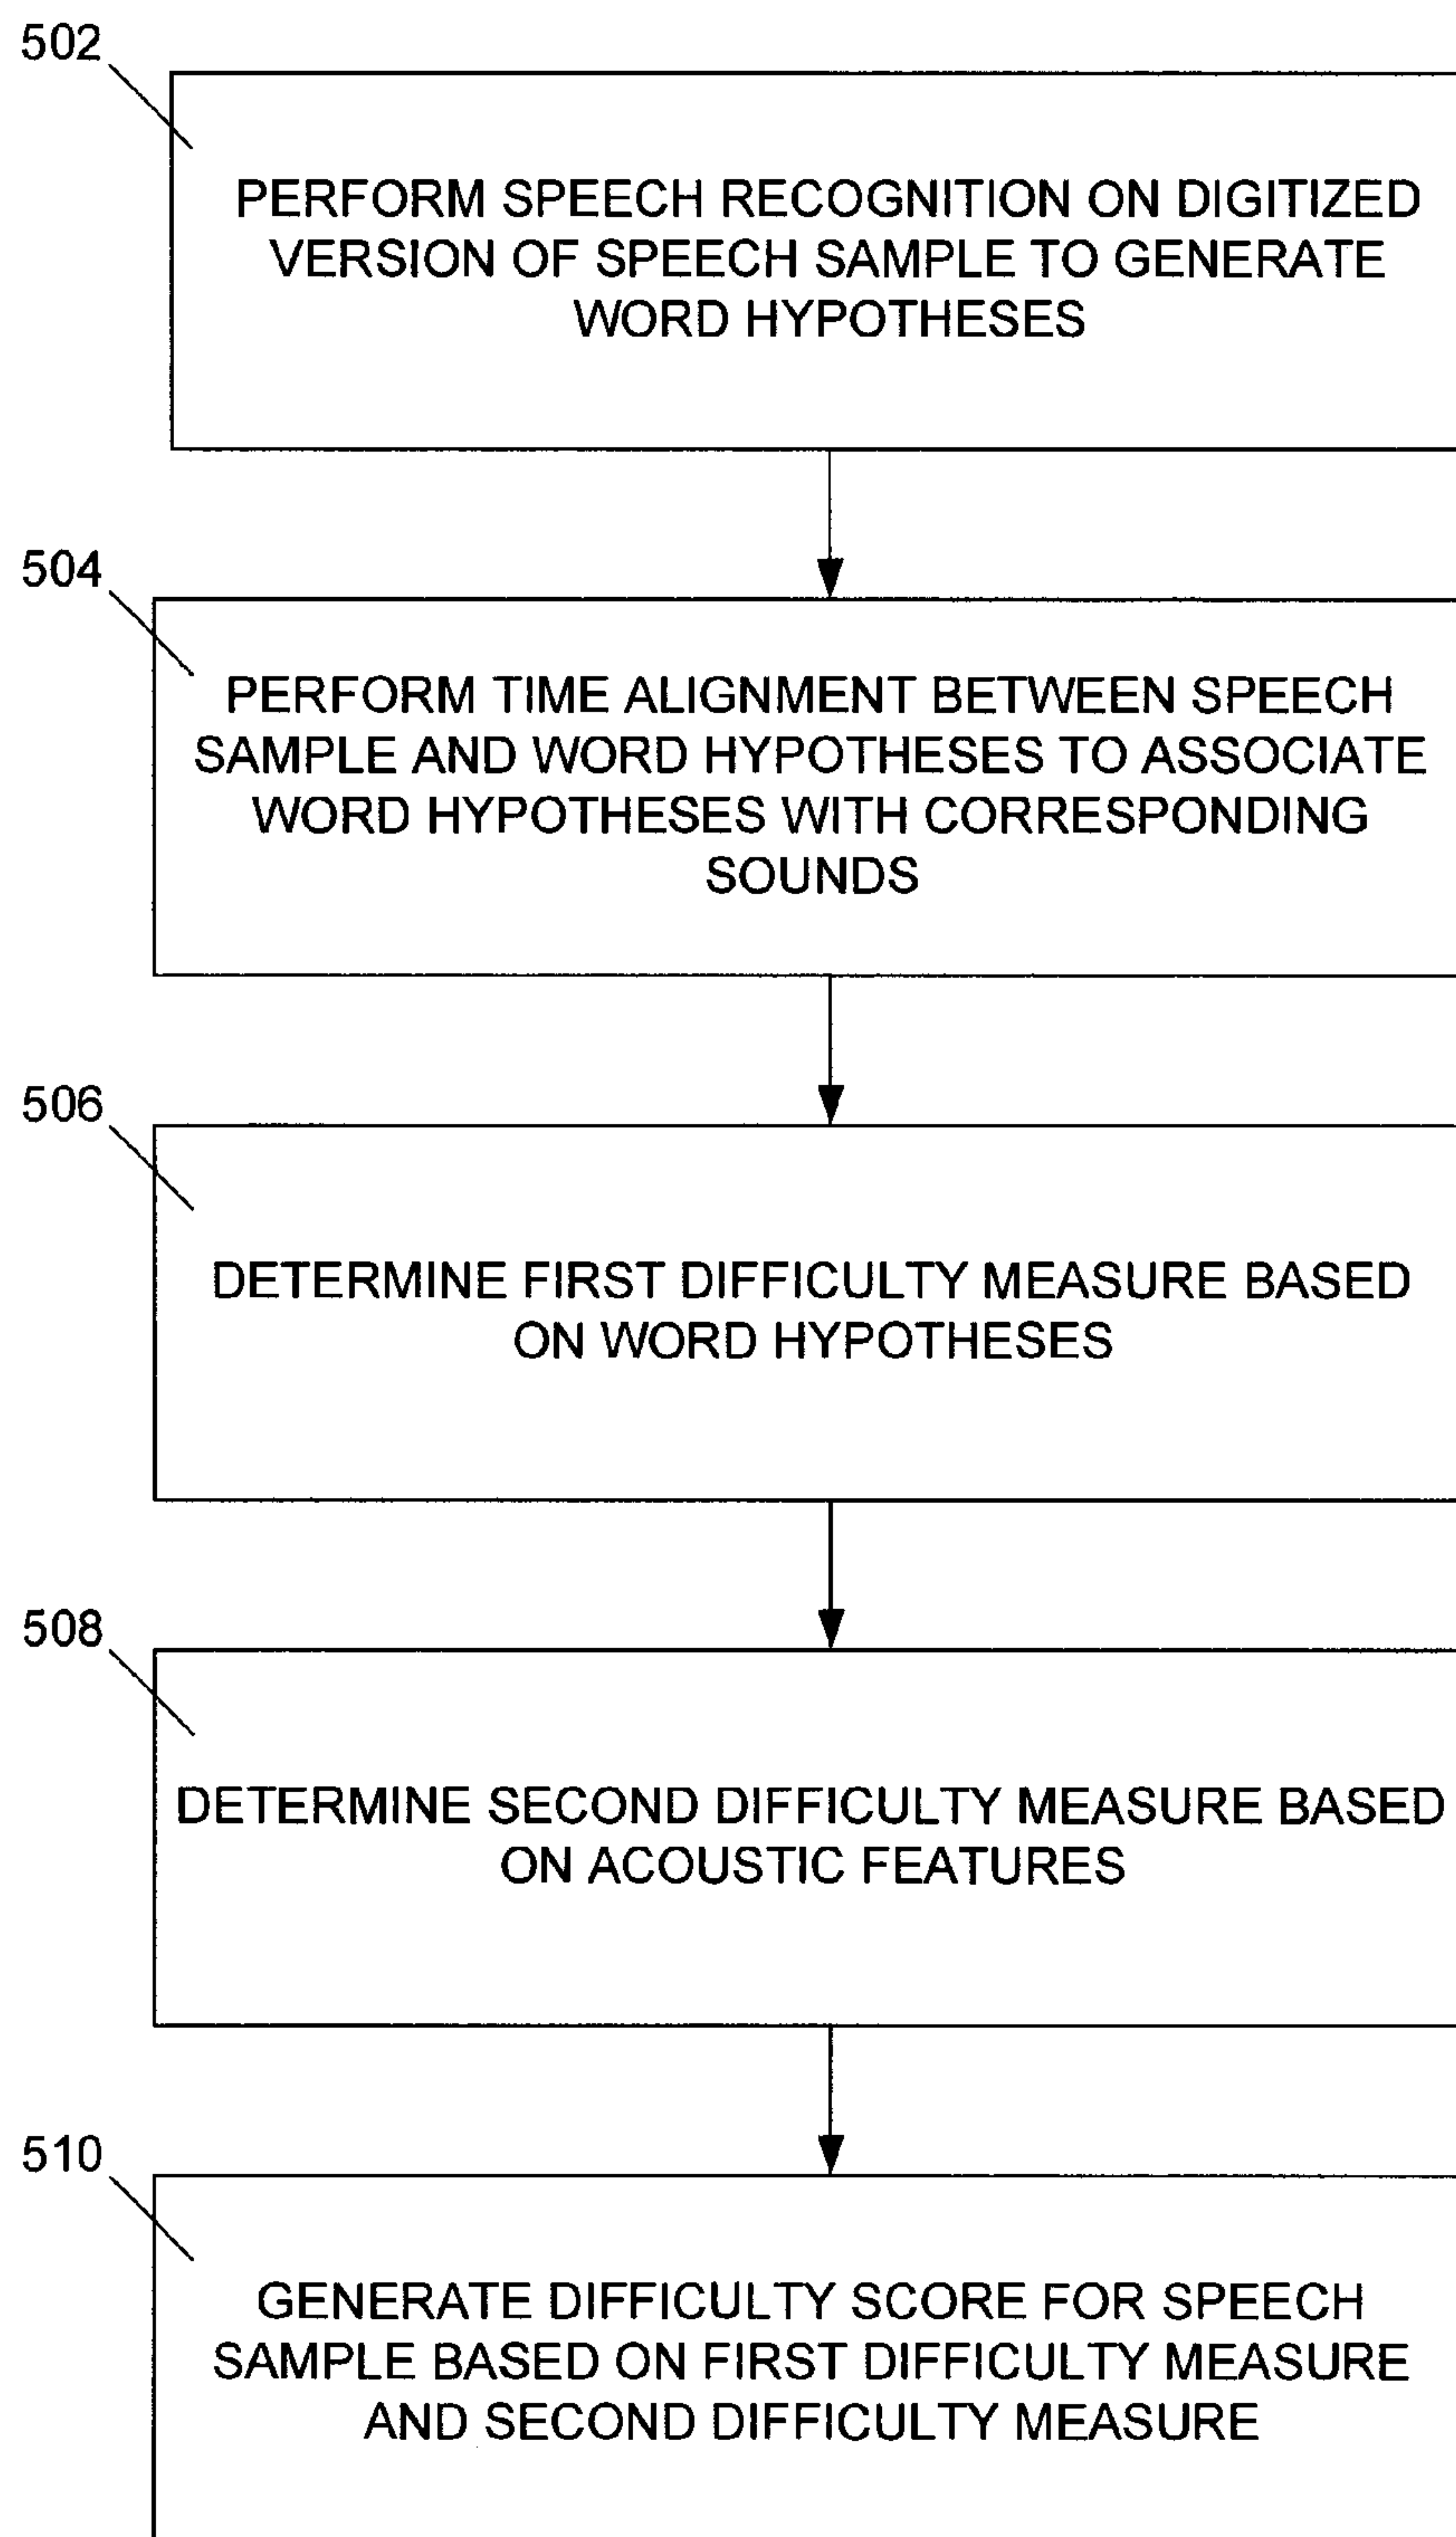 502
PERFORM SPEECH RECOGNITION ON DIGITIZED
VERSION OF SPEECH SAMPLE TO GENERATE
WORD HYPOTHESES
504
PERFORM TIME ALIGNMENT BETWEEN SPEECH
SAMPLE AND WORD HYPOTHESES TO ASSOCIATE
WORD HYPOTHESES WITH CORRESPONDING
SOUNDS
506
DETERMINE FIRST DIFFICULTY MEASURE BASED
ON WORD HYPOTHESES
508
DETERMINE SECOND DIFFICULTY MEASURE BASED
ON ACOUSTIC FEATURES
510
GENERATE DIFFICULTY SCORE FOR SPEECH
SAMPLE BASED ON FIRST DIFFICULTY MEASURE
AND SECOND DIFFICULTY MEASURE